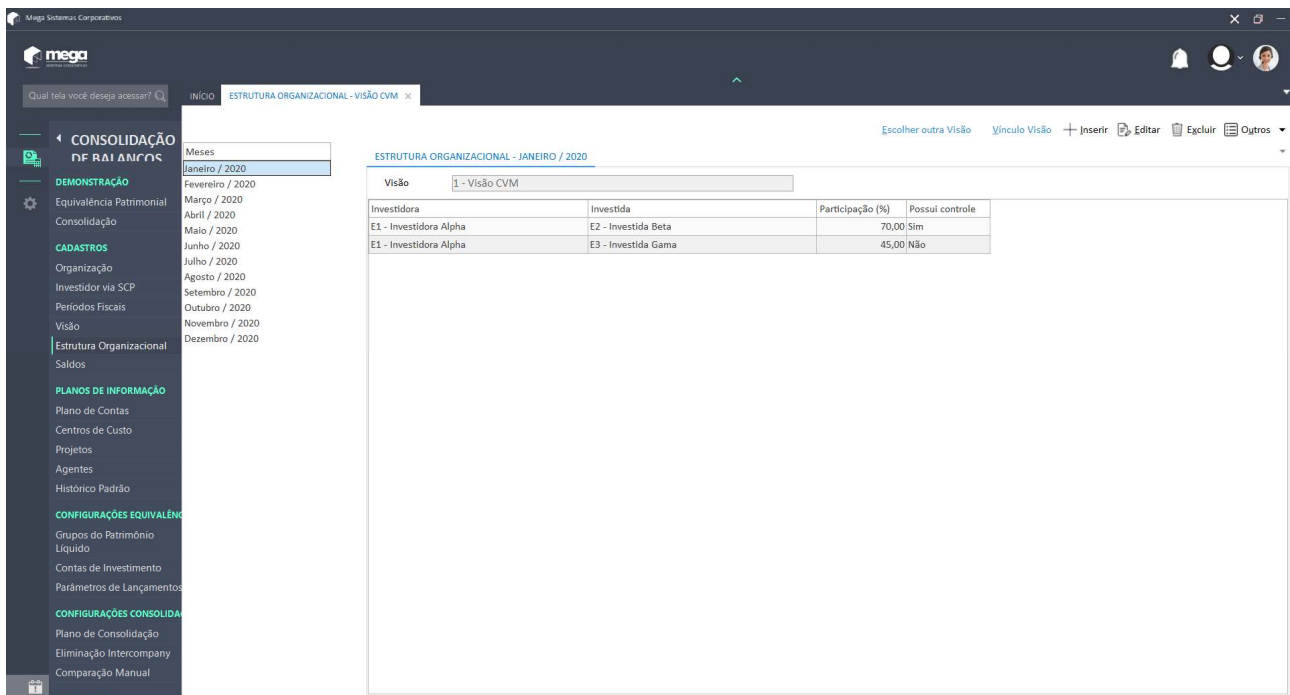 Mega Sistemas Corporativos
mega
Qual tela você deseja acessar?
INÍCIO
ESTRUTURA ORGANIZACIONAL - VISÃO CVM
Escolher outra Visão
Vínculo Visão
Inserir
Editar
Excluir
Outros
CONSOLIDAÇÃO
DE BALANÇOS
DEMONSTRAÇÃO
Equivalência Patrimonial
Consolidação
CADASTROS
Organização
Investidor via SCP
Períodos Fiscais
Visão
Estrutura Organizacional
Saldos
PLANOS DE INFORMAÇÃO
Plano de Contas
Centros de Custo
Projetos
Agentes
Histórico Padrão
CONFIGURAÇÕES EQUIVALÊNC
Grupos do Patrimônio
Líquido
Contas de Investimento
Parâmetros de Lançamentos
CONFIGURAÇÕES CONSOLIDA
Plano de Consolidação
Eliminação Intercompany
Comparação Manual
Meses
Janeiro / 2020
Fevereiro / 2020
Março / 2020
Abril / 2020
Maio / 2020
Junho / 2020
Julho / 2020
Agosto / 2020
Setembro / 2020
Outubro / 2020
Novembro / 2020
Dezembro / 2020
ESTRUTURA ORGANIZACIONAL - JANEIRO / 2020
Visão 1 - Visão CVM
Investidora Investida Participação (%) Possui controle
E1 - Investidora Alpha E2 - Investida Beta 70,00 Sim
E1 - Investidora Alpha E3 - Investida Gama 45,00 Não